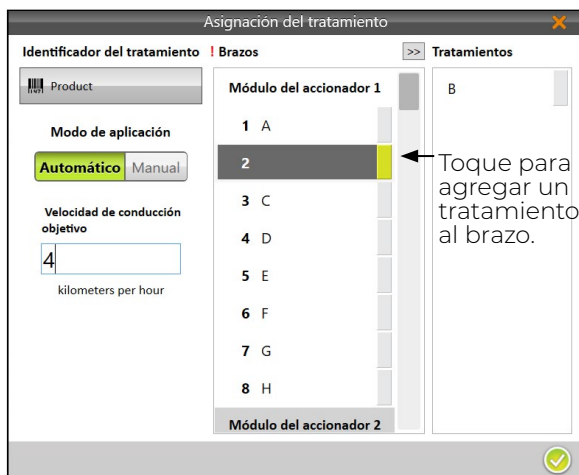 Asignación del tratamiento
Identificador del tratamiento
! Brazos
>>
Tratamientos
Product
Modo de aplicación
Automático Manual
Velocidad de conducción
objetivo
4
kilometers per hour
Módulo del accionador 1
1 A
2
3 C
4 D
5 E
6 F
7 G
8 H
Módulo del accionador 2
B
Toque para
agregar un
tratamiento
al brazo.